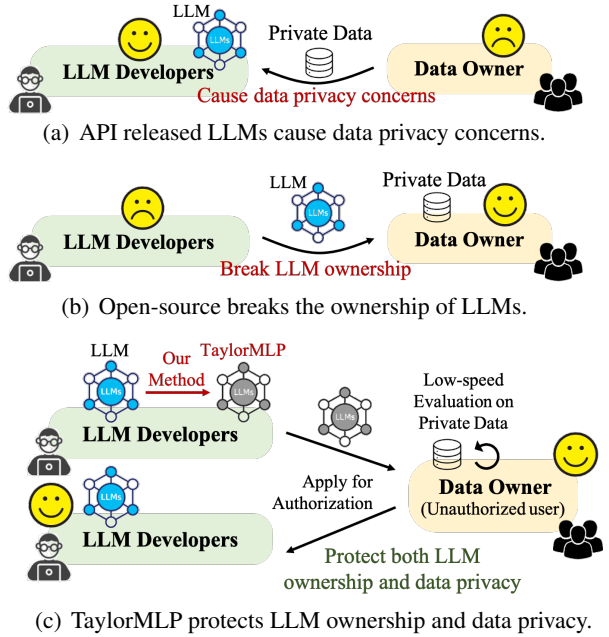 LLM
LLMs
Private Data
LLM Developers
Data Owner
Cause data privacy concerns
(a) API released LLMs cause data privacy concerns.
LLM
Private Data
LLMs
LLM Developers
Data Owner
Break LLM ownership
(b) Open-source breaks the ownership of LLMs.
LLM
Our
Method
TaylorMLP
LLMs
LLMs
LLMs
Low-speed
Evaluation on
Private Data
LLM Developers
Apply for
Authorization
Data Owner
(Unauthorized user)
LLMs
LLM Developers
Protect both LLM
ownership and data privacy
(c) TaylorMLP protects LLM ownership and data privacy.